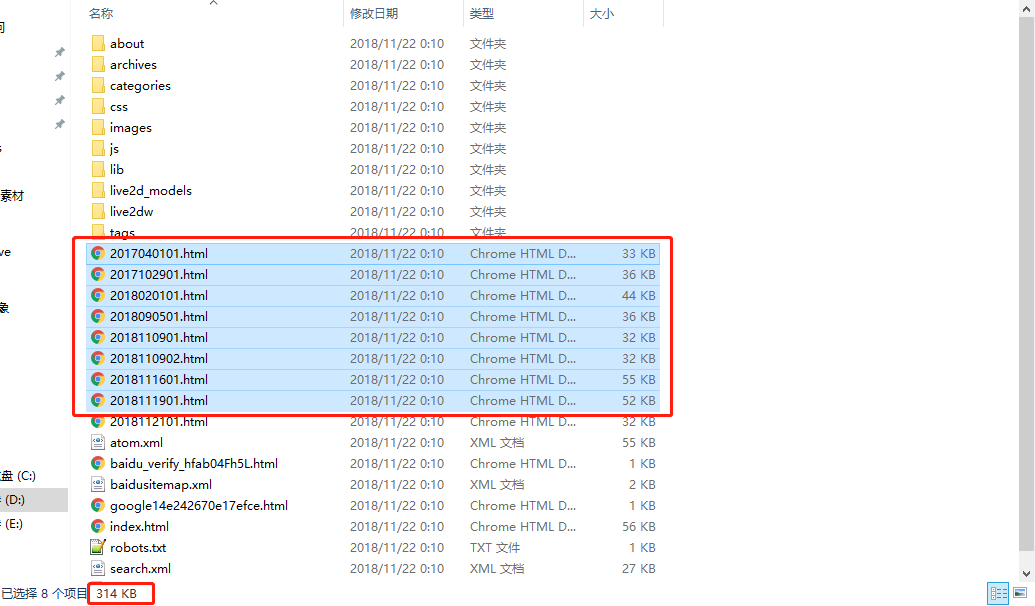 名称 修改日期 类型 大小
about 2018/11/22 0:10 文件夹
archives 2018/11/22 0:10 文件夹
categories 2018/11/22 0:10 文件夹
css 2018/11/22 0:10 文件夹
images 2018/11/22 0:10 文件夹
js 2018/11/22 0:10 文件夹
lib 2018/11/22 0:10 文件夹
live2d_models 2018/11/22 0:10 文件夹
素材
live2dw 2018/11/22 0:10 文件夹
tags 2018/11/22 0:10 文件夹
ve
2017040101.html 2018/11/22 0:10 Chrome HTML D... 33 KB
2017102901.html 2018/11/22 0:10 Chrome HTML D... 36 KB
2018020101.html 2018/11/22 0:10 Chrome HTML D... 44 KB
象
2018090501.html 2018/11/22 0:10 Chrome HTML D... 36 KB
2018110901.html 2018/11/22 0:10 Chrome HTML D... 32 KB
2018110902.html 2018/11/22 0:10 Chrome HTML D... 32 KB
2018111601.html 2018/11/22 0:10 Chrome HTML D... 55 KB
2018111901.html 2018/11/22 0:10 Chrome HTML D... 52 KB
2018112101.html 2018/11/22 0:10 Chrome HTML D... 32 KB
atom.xml 2018/11/22 0:10 XML 文档 55 KB
baidu_verify_hfab04Fh5L.html 2018/11/22 0:10 Chrome HTML D... 1 KB
盘 (C:)
baidusitemap.xml 2018/11/22 0:10 XML 文档 2 KB
(D:)
google14e242670e17efce.html 2018/11/22 0:10 Chrome HTML D... 1 KB
(E:)
index.html 2018/11/22 0:10 Chrome HTML D... 56 KB
robots.txt 2018/11/22 0:10 TXT 文件 1 KB
search.xml 2018/11/22 0:10 XML 文档 27 KB
已选择 8 个项目 314 KB